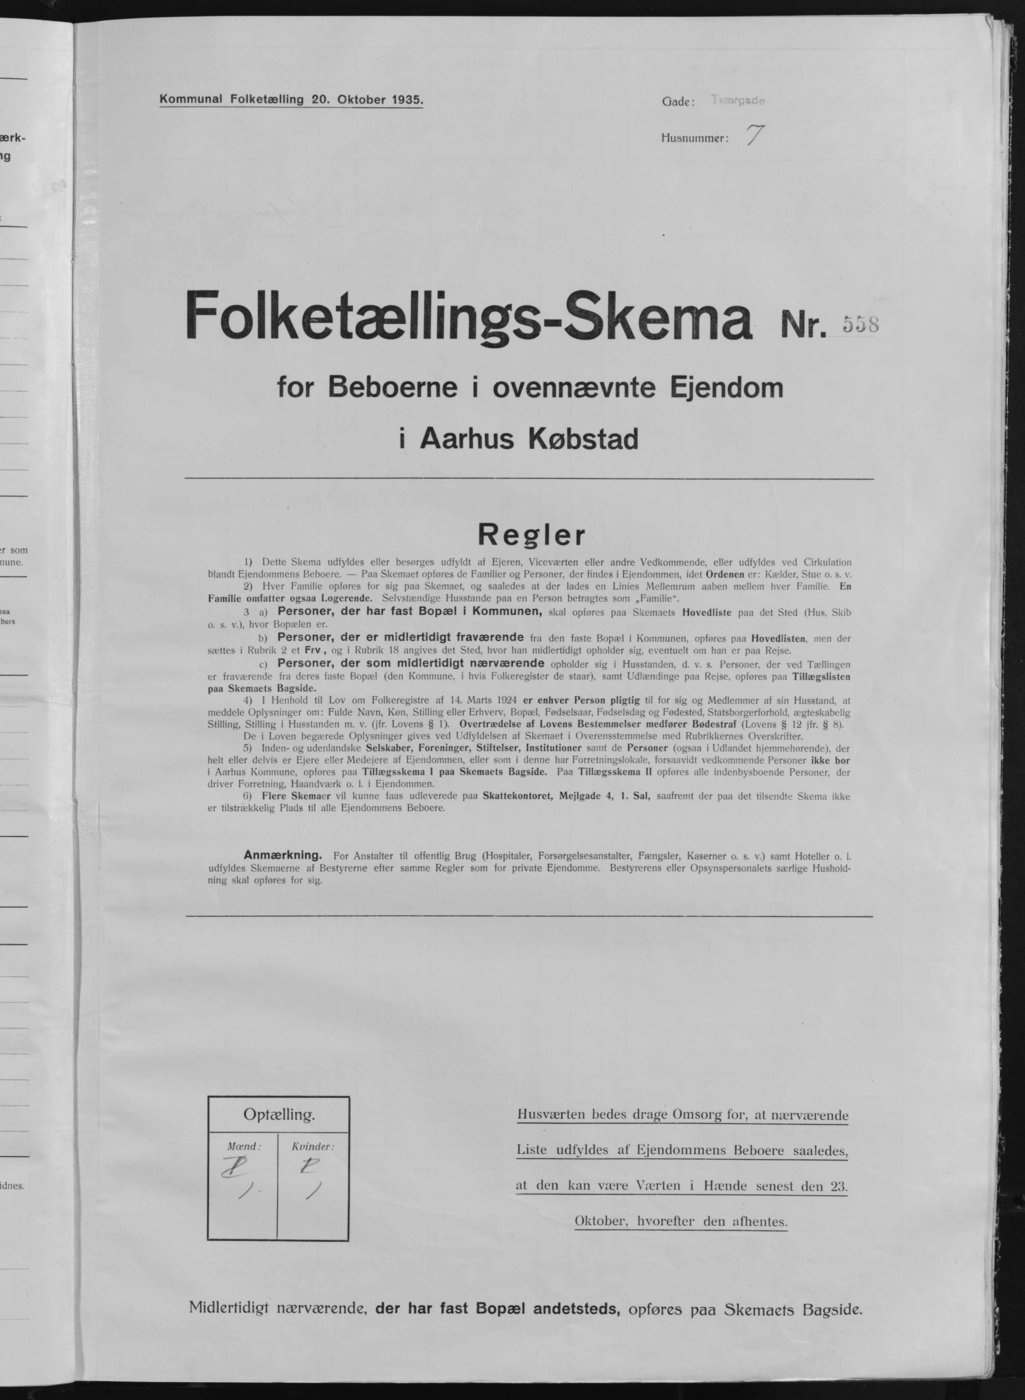 ærk-
ng
er som
mune.
paa
bers
idnes.
Kommunal Folketælling 20. Oktober 1935.
Gade: Tværgade
Husnummer: 7
Folketællings-Skema Nr. 558
for Beboerne i ovennævnte Ejendom
i Aarhus Købstad
Regler
1) Dette Skema udfyldes eller besørges udfyldt af Ejeren, Viceværten eller andre Vedkommende, eller udfyldes ved Cirkulation
blandt Ejendommens Beboere. — Paa Skemaet opføres de Familier og Personer, der findes i Ejendommen, idet Ordenen er: Kælder, Stue o. s. v.
2) Hver Familie opføres for sig paa Skemaet, og saaledes at der lades en Linies Mellemrum aaben mellem hver Familie. En
Familie omfatter ogsaa Logerende. Selvstændige Husstande paa en Person betragtes som „Familie“.
3 a) Personer, der har fast Bopæl i Kommunen, skal opføres paa Skemaets Hovedliste paa det Sted (Hus, Skib
o. s. v.), hvor Bopælen er.
b) Personer, der er midlertidigt fraværende fra den faste Bopæl i Kommunen, opføres paa Hovedlisten, men der
sættes i Rubrik 2 et Frv., og i Rubrik 18 angives det Sted, hvor han midlertidigt opholder sig, eventuelt om han er paa Rejse.
c) Personer, der som midlertidigt nærværende opholder sig i Husstanden, d. v. s. Personer, der ved Tællingen
er fraværende fra deres faste Bopæl (den Kommune, i hvis Folkeregister de staar), samt Udlændinge paa Rejse, opføres paa Tillægslisten
paa Skemaets Bagside.
4) I Henhold til Lov om Folkeregistre af 14. Marts 1924 er enhver Person pligtig til for sig og Medlemmer af sin Husstand, at
meddele Oplysninger om: Fulde Navn, Køn, Stilling eller Erhverv, Bopæl, Fødselsaar, Fødselsdag og Fødested, Statsborgerforhold, ægteskabelig
Stilling, Stilling i Husstanden m. v. (jfr. Lovens § 1). Overtrædelse af Lovens Bestemmelser medfører Bødestraf (Lovens § 12 jfr. § 8).
De i Loven begærede Oplysninger gives ved Udfyldelsen af Skemaet i Overensstemmelse med Rubrikkernes Overskrifter.
5) Inden- og udenlandske Selskaber, Foreninger, Stiftelser, Institutioner samt de Personer (ogsaa i Udlandet hjemmehørende), der
helt eller delvis er Ejere eller Medejere af Ejendommen, eller som i denne har Forretningslokale, forsaavidt vedkommende Personer ikke bor
i Aarhus Kommune, opføres paa Tillægsskema I paa Skemaets Bagside. Paa Tillægsskema II opføres alle indenbysboende Personer, der
driver Forretning, Haandværk o. l. i Ejendommen.
6) Flere Skemaer vil kunne faas udleverede paa Skattekontoret, Mejlgade 4, 1. Sal, saafremt der paa det tilsendte Skema ikke
er tilstrækkelig Plads til alle Ejendommens Beboere.
Anmærkning. For Anstalter til offentlig Brug (Hospitaler, Forsørgelsesanstalter, Fængsler, Kaserner o. s. v.) samt Hoteller o. l.
udfyldes Skemaerne af Bestyrerne efter samme Regler som for private Ejendomme. Bestyrerens eller Opsynspersonalets særlige Hushold-
ning skal opføres for sig.
Optælling.
Mænd: Kvinder:
1 1
Husværten bedes drage Omsorg for, at nærværende
Liste udfyldes af Ejendommens Beboere saaledes,
at den kan være Værten i Hænde senest den 23.
Oktober, hvorefter den afhentes.
Midlertidigt nærværende, der har fast Bopæl andetsteds, opføres paa Skemaets Bagside.